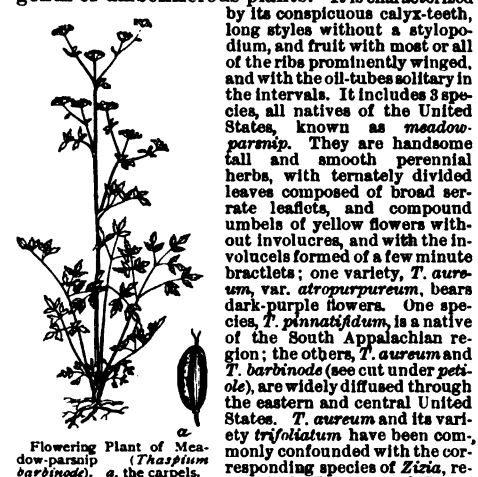 by its conspicuous calyx-teeth,
long styles without a stylopo-
dium, and fruit with most or all
of the ribs prominently winged,
and with the oil-tubes solitary in
the intervals. It includes 3 spe-
cies, all natives of the United
States, known as meadow-
parsnip. They are handsome
tall and smooth perennial
herbs, with ternately divided
leaves composed of broad ser-
rate leaflets, and compound
umbels of yellow flowers with-
out involucres, and with the in-
volucels formed of a few minute
bractlets; one variety, T. aure-
um, var. atropurpureum, bears
dark-purple flowers. One spe-
cies, T. pinnatifidum, is a native
of the South Appalachian re-
gion; the others, T. aureum and
T. barbinode (see cut under peti-
ole), are widely diffused through
the eastern and central United
States. T. aureum and its vari-
ety trifoliatum have been com-
monly confounded with the cor-
responding species of Zizia, re-
a
Flowering Plant of Mea-
dow-parsnip (Thaspium
barbinode). a, the carpels.